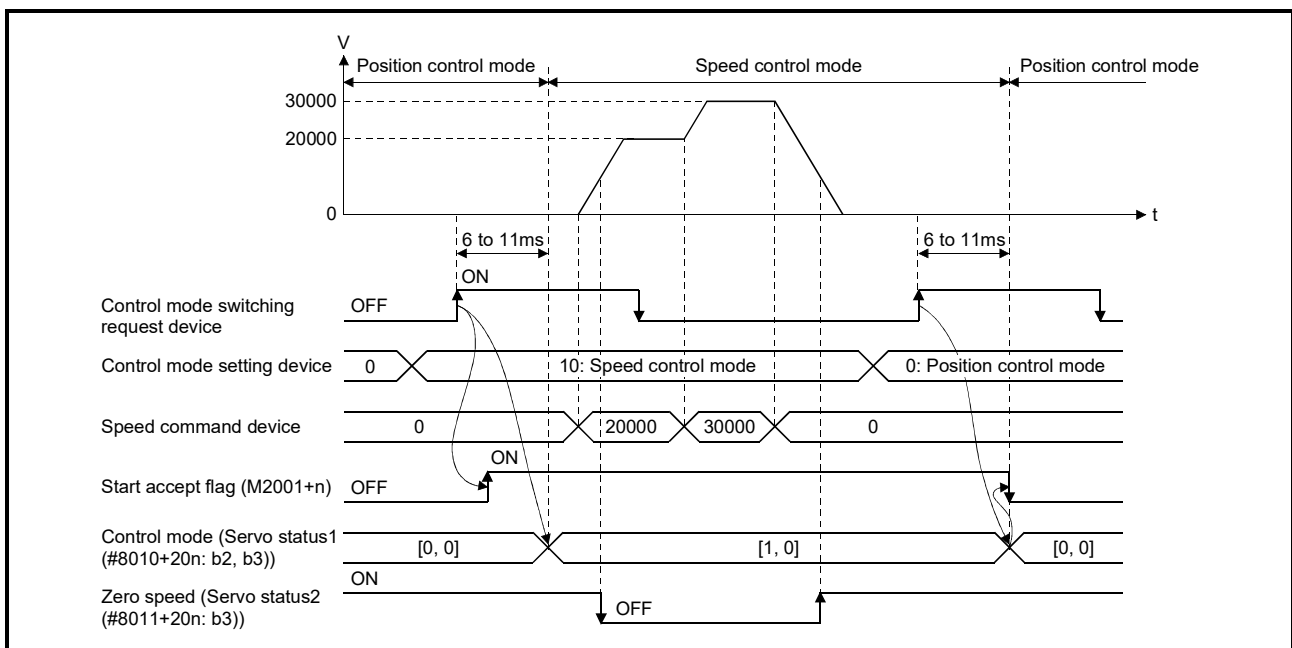 V
Position control mode Speed control mode Position control mode
30000
20000
0
t
6 to 11ms 6 to 11ms
ON
Control mode switching
request device
OFF
Control mode setting device 0 10: Speed control mode 0: Position control mode
Speed command device 0 20000 30000 0
ON
Start accept flag (M2001+n) OFF
Control mode (Servo status1
(#8010+20n: b2, b3))
[0, 0] [1, 0] [0, 0]
ON
Zero speed (Servo status2
(#8011+20n: b3))
OFF